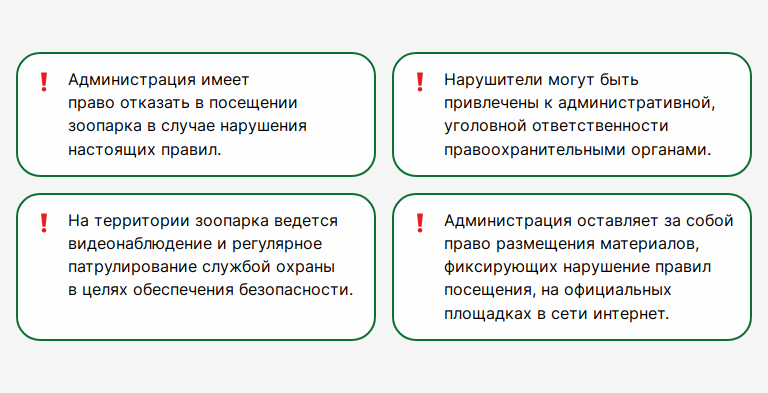 Администрация имеет
право отказать в посещении
зоопарка в случае нарушения
настоящих правил.
Нарушители могут быть
привлечены к административной,
уголовной ответственности
правоохранительными органами.
На территории зоопарка ведется
видеонаблюдение и регулярное
патрулирование службой охраны
в целях обеспечения безопасности.
Администрация оставляет за собой
право размещения материалов,
фиксирующих нарушение правил
посещения, на официальных
площадках в сети интернет.